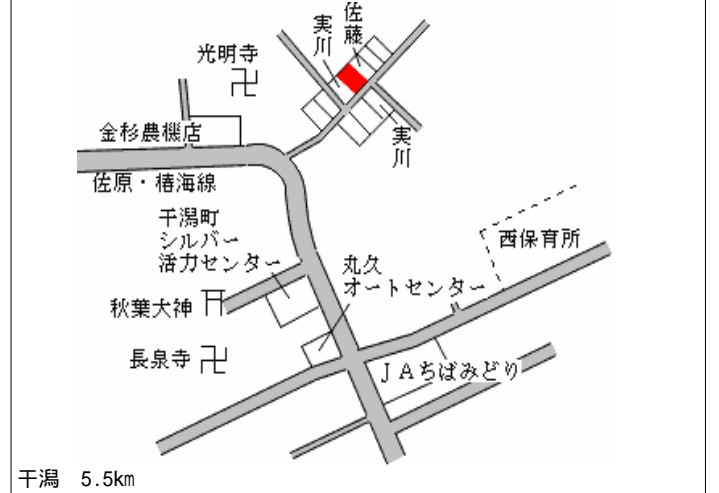 佐藤
実川
光明寺
金杉農機店
実川
佐原・椿海線
干潟町
シルバー
活力センター
西保育所
丸久
オートセンター
秋葉大神
長泉寺
JAちばみどり
干潟 5.5km